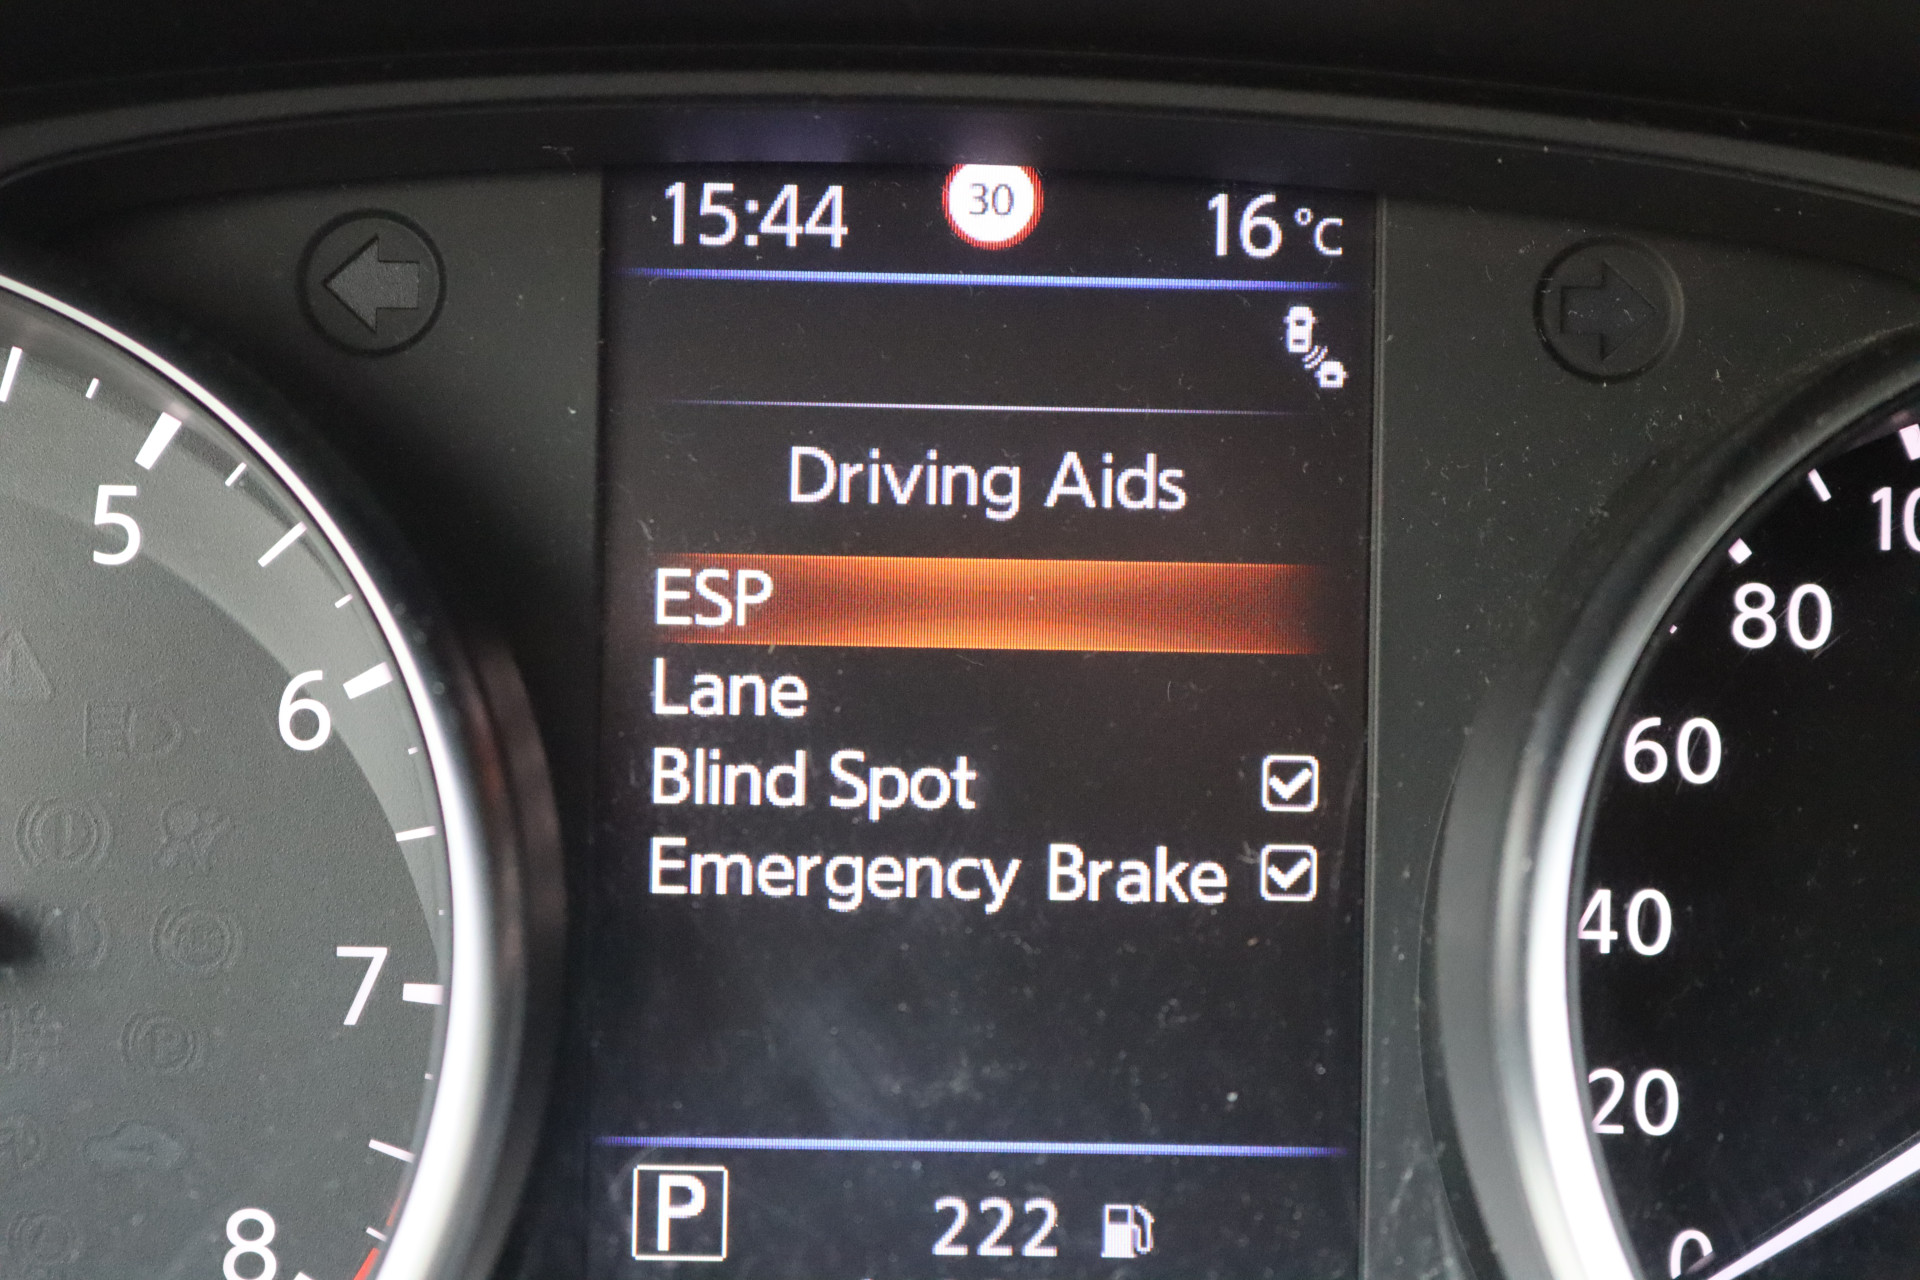 15:44 30 16 °C
Driving Aids
ESP
Lane
Blind Spot
Emergency Brake
P 222
5
6
7
8
80
60
40
20
0